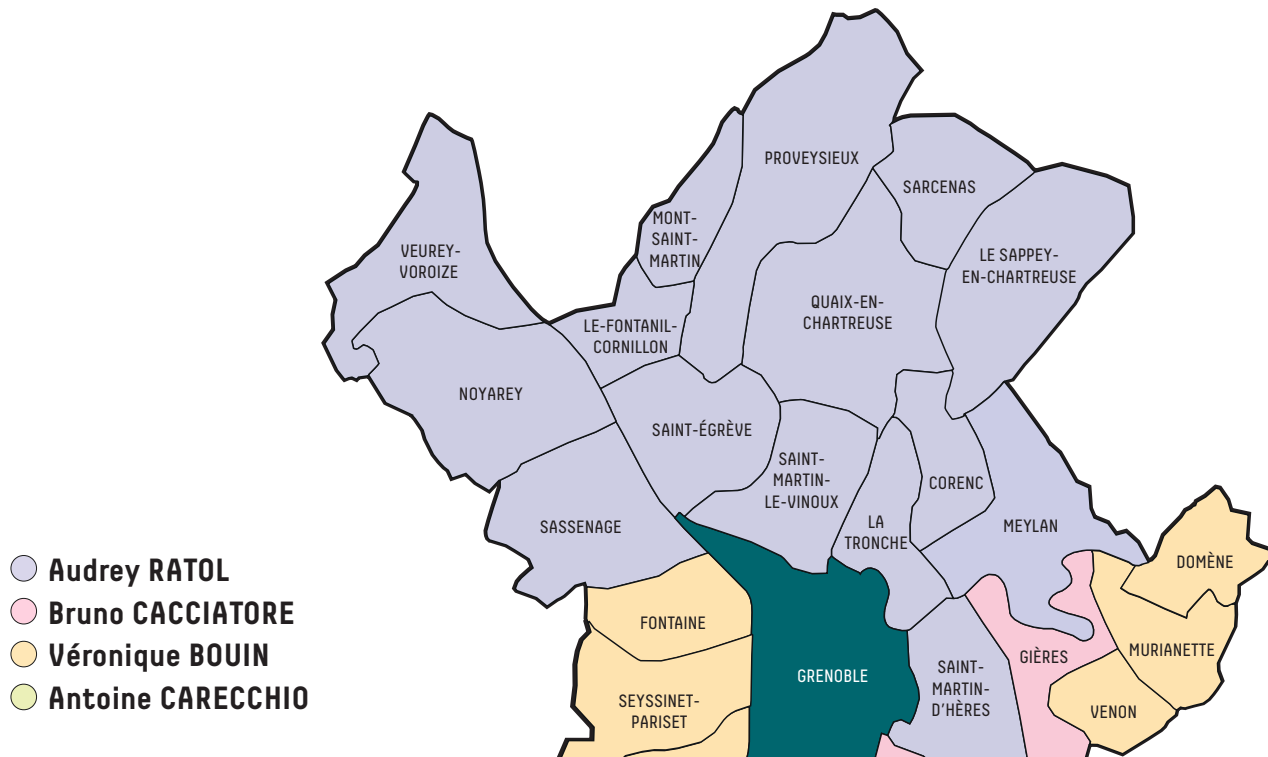 PROVEYSIEUX
SARCENAS
MONT-
SAINT-
MARTIN
VEUREY-
VOROIZE
LE SAPPEY-
EN-CHARTREUSE
QUAIX-EN-
CHARTREUSE
LE-FONTANIL-
CORNILLON
NOYAREY
SAINT-ÉGRÈVE
SAINT-
MARTIN-
LE-VINOUX
CORENC
SASSENAGE
LA
TRONCHE
MEYLAN
DOMÈNE
Audrey RATOL
Bruno CACCIATORE
Véronique BOUIN
Antoine CARECCHIO
FONTAINE
GIÈRES
MURIANETTE
GRENOBLE
SAINT-
MARTIN-
D'HÈRES
SEYSSINET-
PARISET
VENON